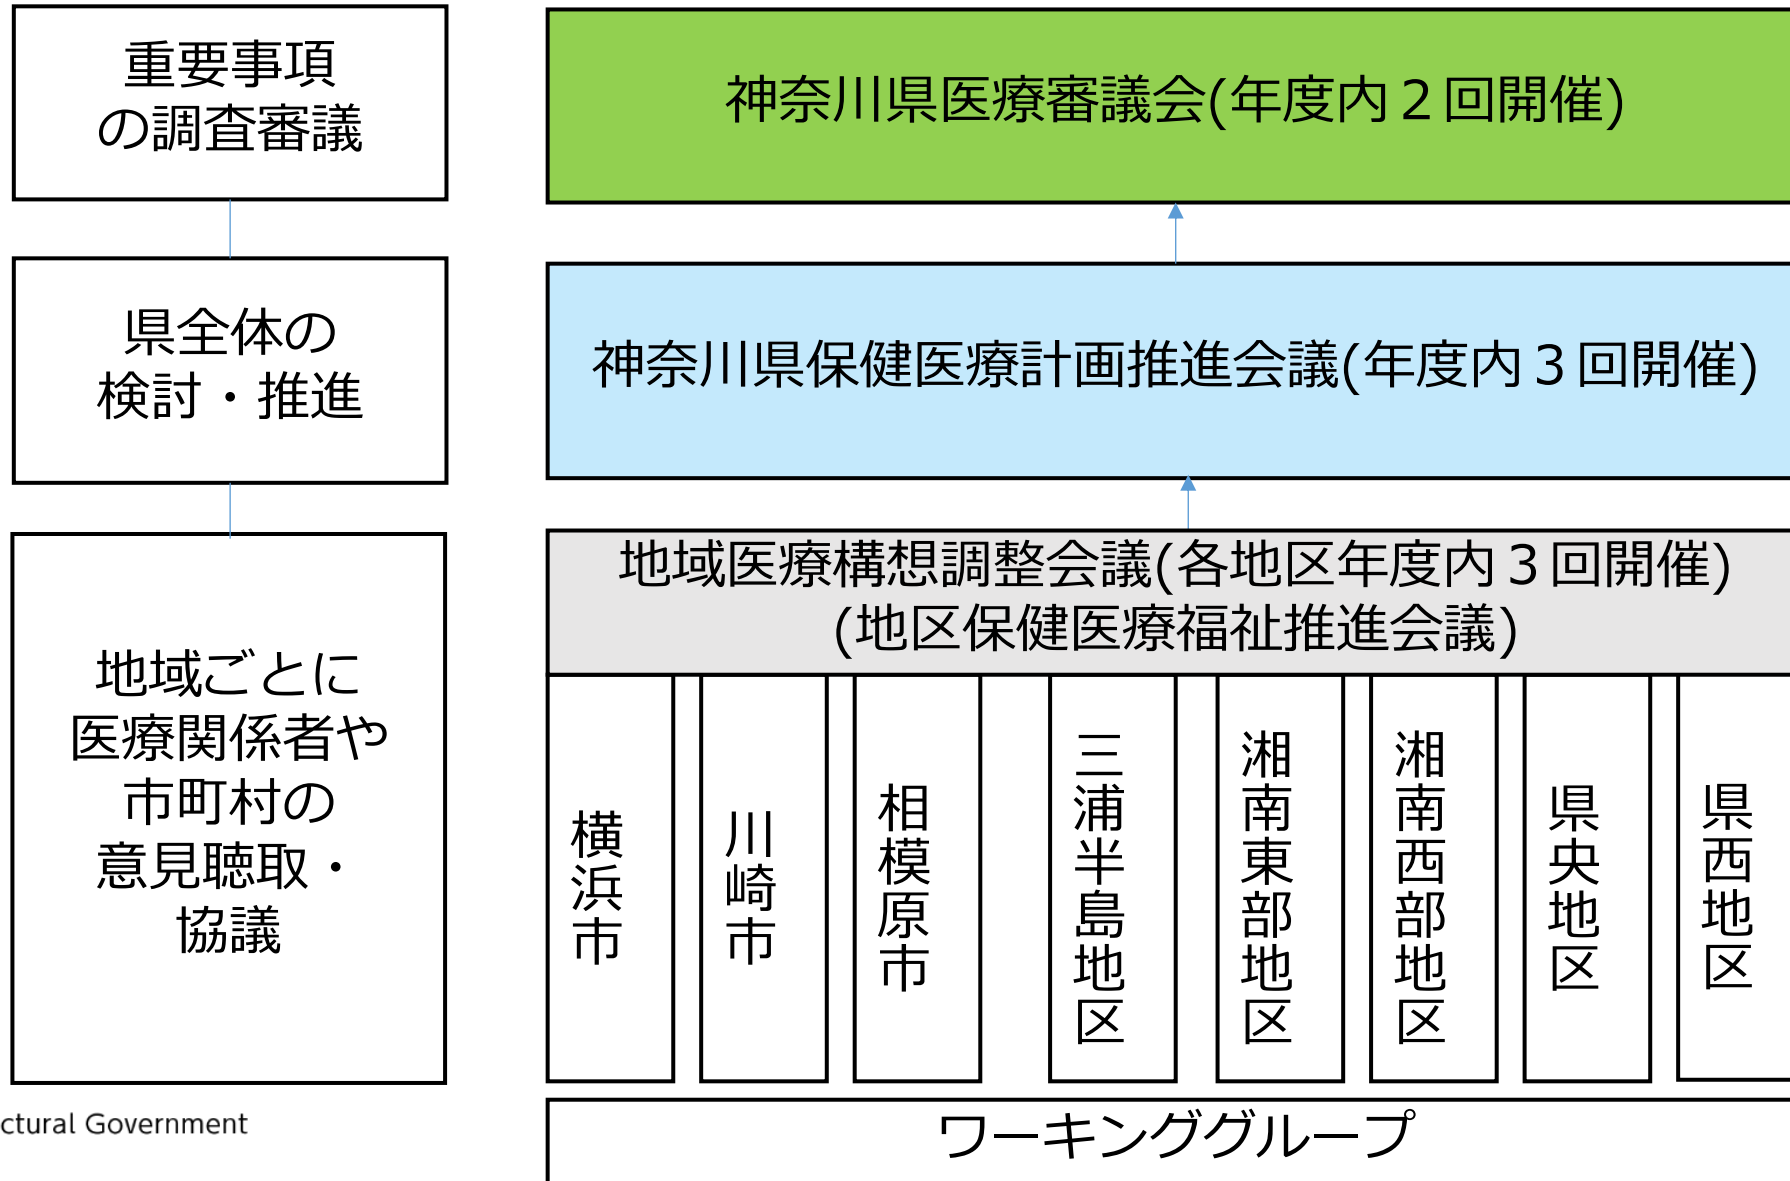 重要事項
の調査審議
神奈川県医療審議会(年度内２回開催)
県全体の
検討・推進
神奈川県保健医療計画推進会議(年度内３回開催)
地域ごとに
医療関係者や
市町村の
意見聴取・
協議
地域医療構想調整会議(各地区年度内３回開催)
(地区保健医療福祉推進会議)
横浜市
川崎市
相模原市
三浦半島地区
湘南東部地区
湘南西部地区
県央地区
県西地区
ワーキンググループ
ctural Government